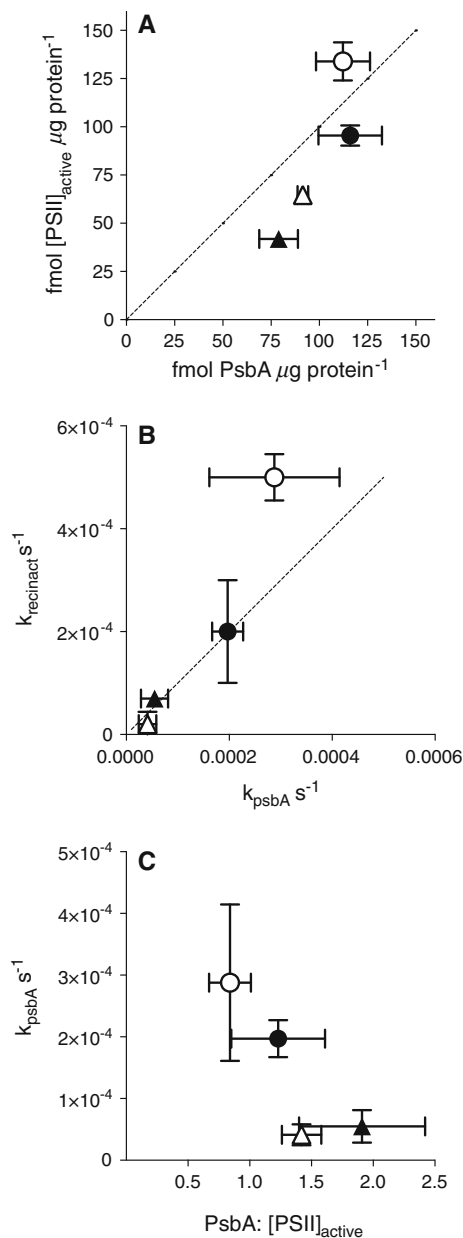 A
150
125
100
75
50
25
0
fmol [PSII]active µg protein-1
0 25 50 75 100 125 150
fmol PsbA µg protein-1
B
6×10-4
4×10-4
2×10-4
0
krecinact s-1
0.0000 0.0002 0.0004 0.0006
kpsbA s-1
C
5×10-4
4×10-4
3×10-4
2×10-4
1×10-4
0
kpsbA s-1
0.5 1.0 1.5 2.0 2.5
PsbA: [PSII]active